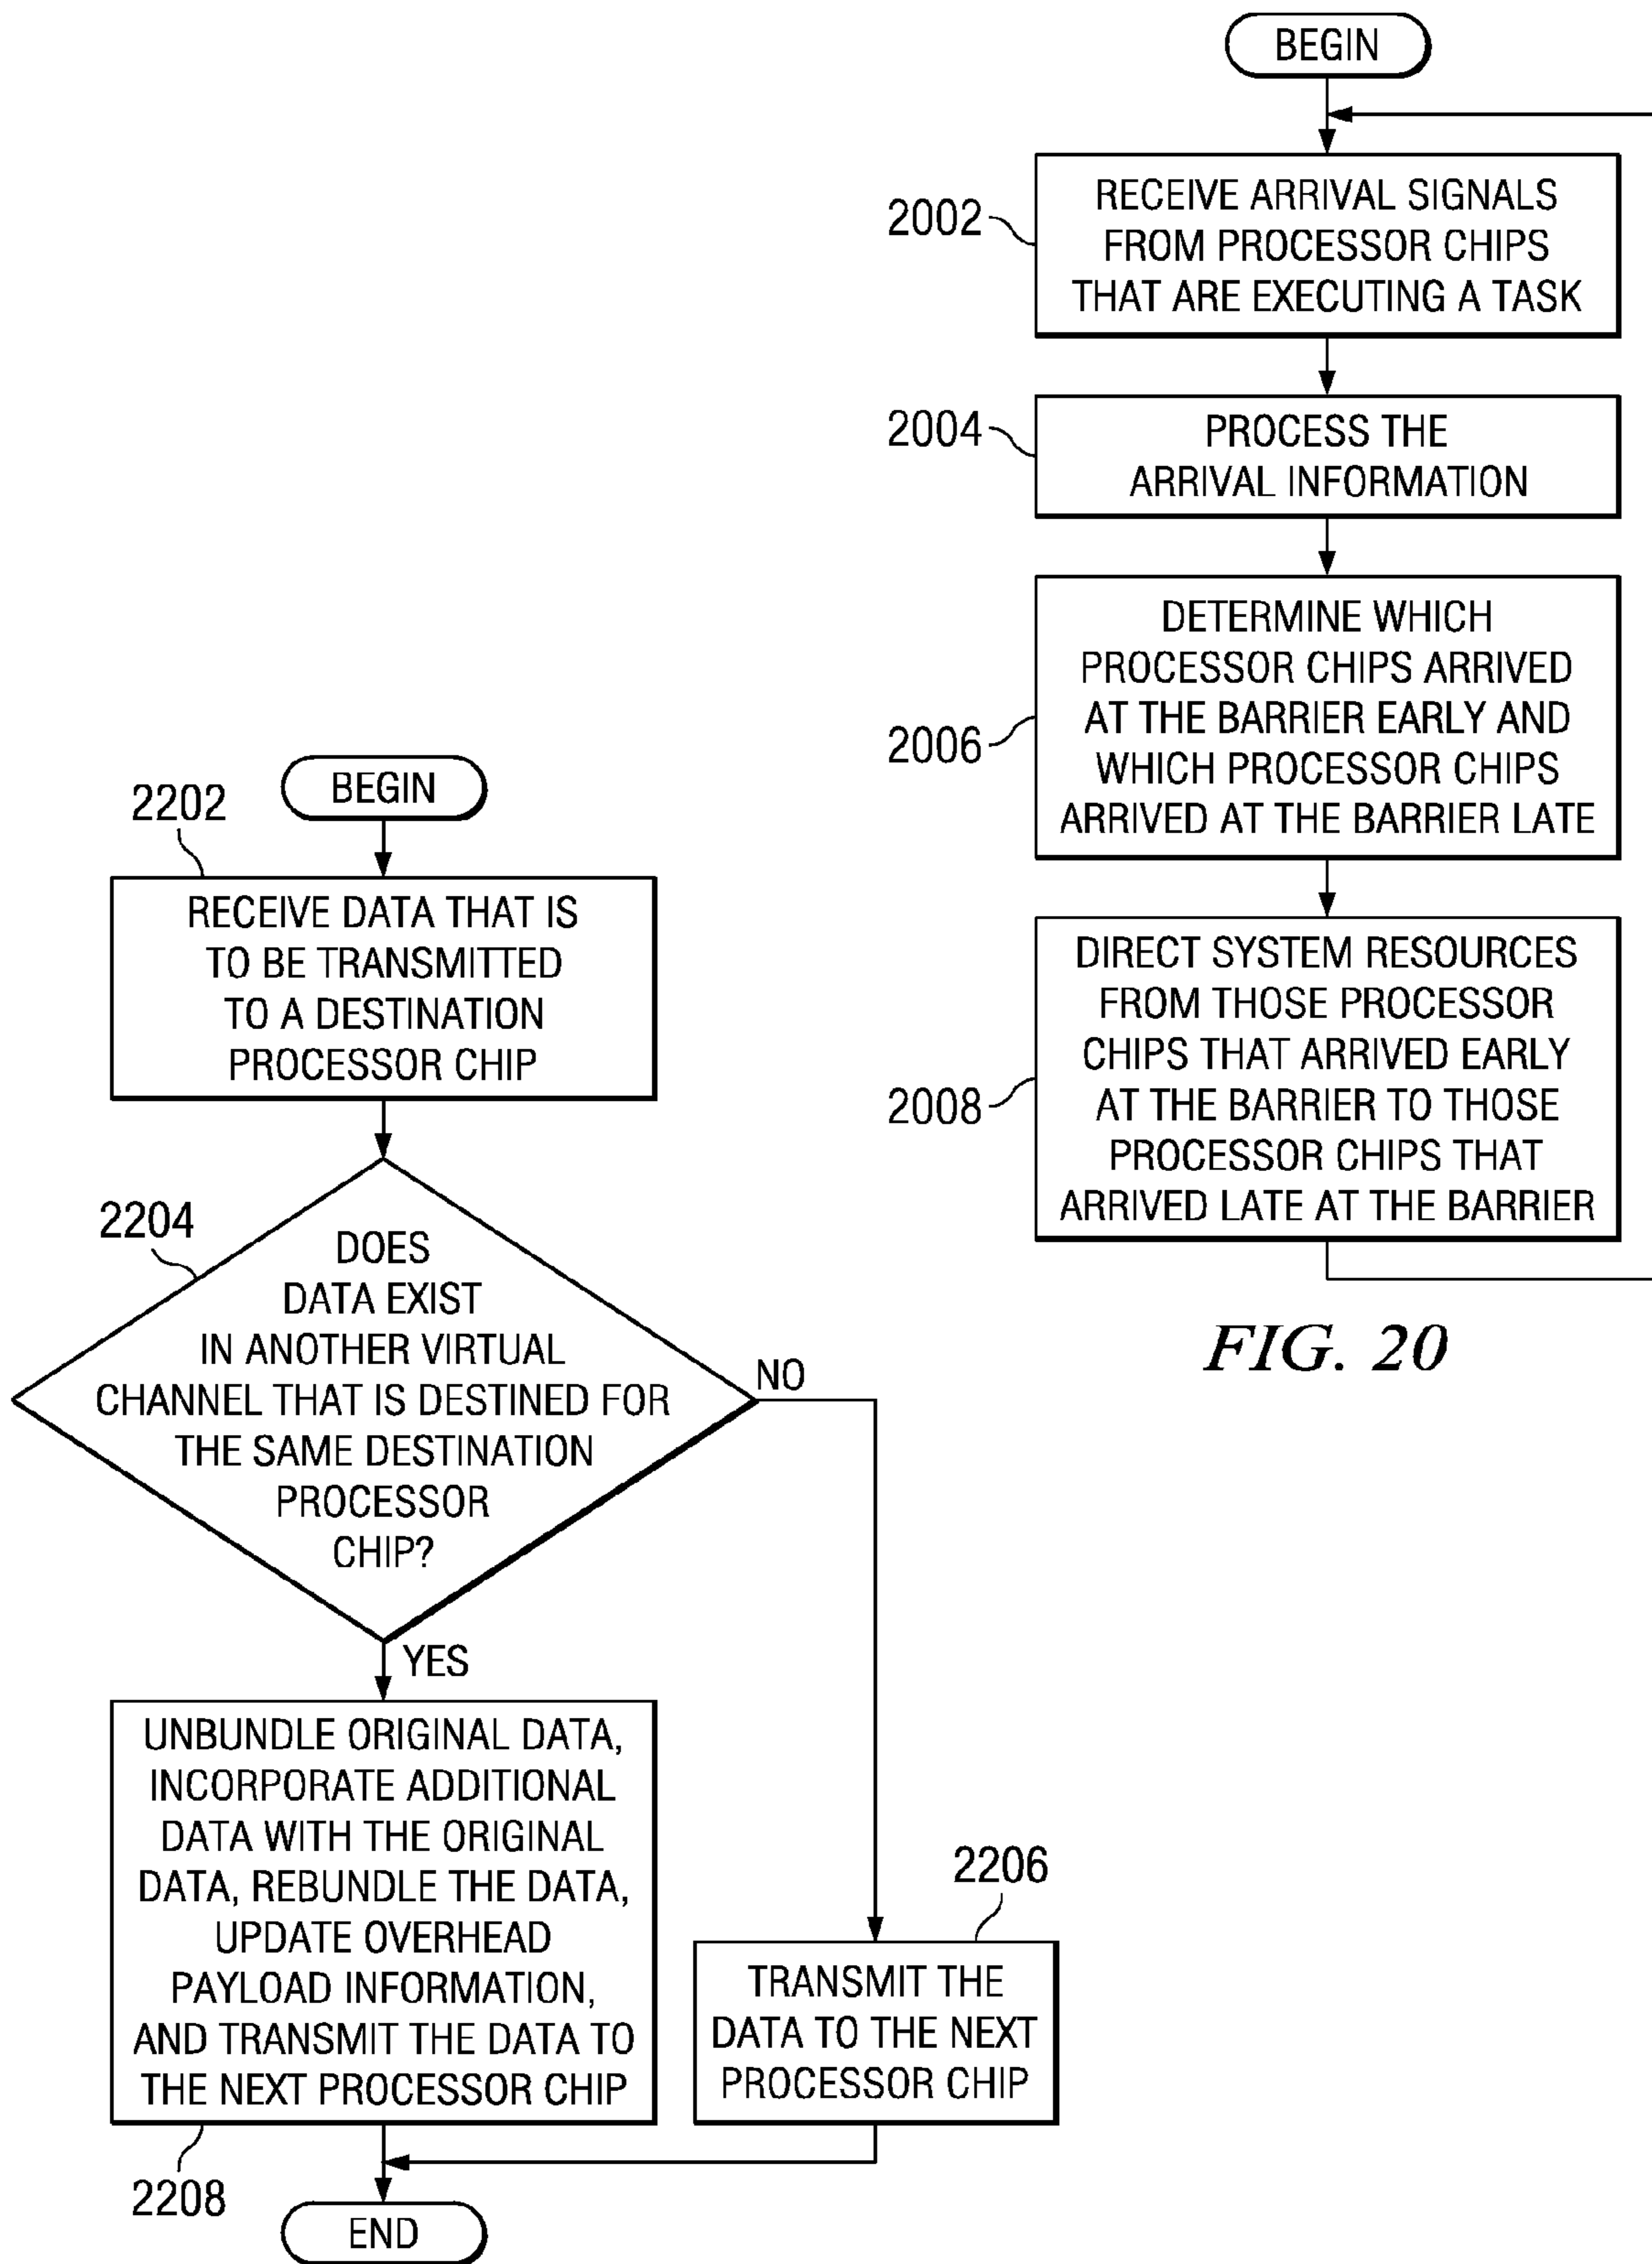 BEGIN
2002
RECEIVE ARRIVAL SIGNALS
FROM PROCESSOR CHIPS
THAT ARE EXECUTING A TASK
2004
PROCESS THE
ARRIVAL INFORMATION
2006
DETERMINE WHICH
PROCESSOR CHIPS ARRIVED
AT THE BARRIER EARLY AND
WHICH PROCESSOR CHIPS
ARRIVED AT THE BARRIER LATE
2008
DIRECT SYSTEM RESOURCES
FROM THOSE PROCESSOR
CHIPS THAT ARRIVED EARLY
AT THE BARRIER TO THOSE
PROCESSOR CHIPS THAT
ARRIVED LATE AT THE BARRIER
FIG. 20
BEGIN
2202
RECEIVE DATA THAT IS
TO BE TRANSMITTED
TO A DESTINATION
PROCESSOR CHIP
2204
DOES
DATA EXIST
IN ANOTHER VIRTUAL
CHANNEL THAT IS DESTINED FOR
THE SAME DESTINATION
PROCESSOR
CHIP?
NO
YES
UNBUNDLE ORIGINAL DATA,
INCORPORATE ADDITIONAL
DATA WITH THE ORIGINAL
DATA, REBUNDLE THE DATA,
UPDATE OVERHEAD
PAYLOAD INFORMATION,
AND TRANSMIT THE DATA TO
THE NEXT PROCESSOR CHIP
2208
2206
TRANSMIT THE
DATA TO THE NEXT
PROCESSOR CHIP
END